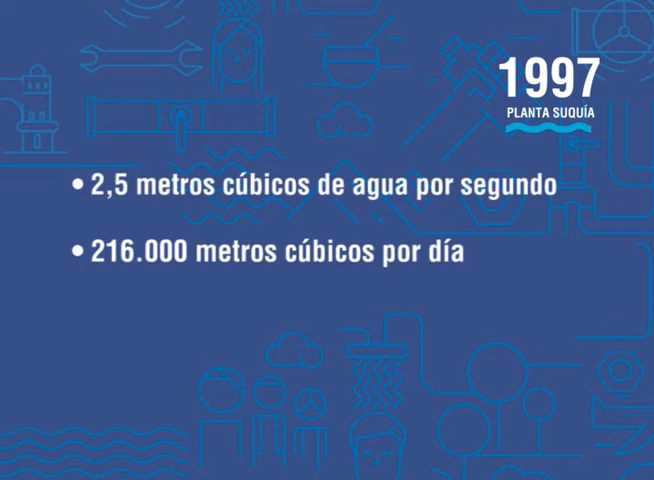 1997
PLANTA SUQUÍA
• 2,5 metros cúbicos de agua por segundo
• 216.000 metros cúbicos por día